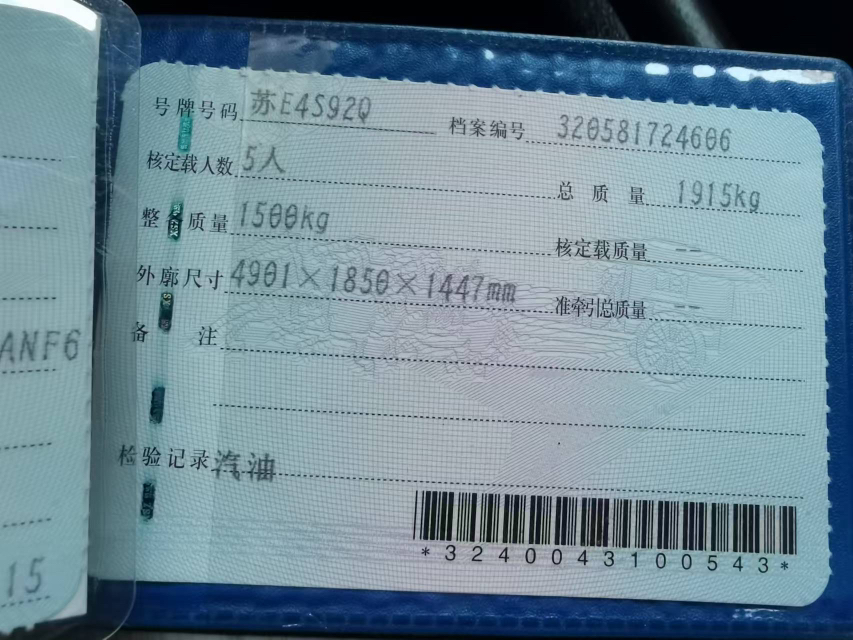 号牌号码 苏E4S92Q 档案编号 320581724606
核定载人数 5人 总质量 1915kg
整 质量 1500kg 核定载质量 --
外廓尺寸 4901×1850×1447mm 准牵引总质量 --
备注
ANF6
检验记录 汽油
*3240043100543*
15